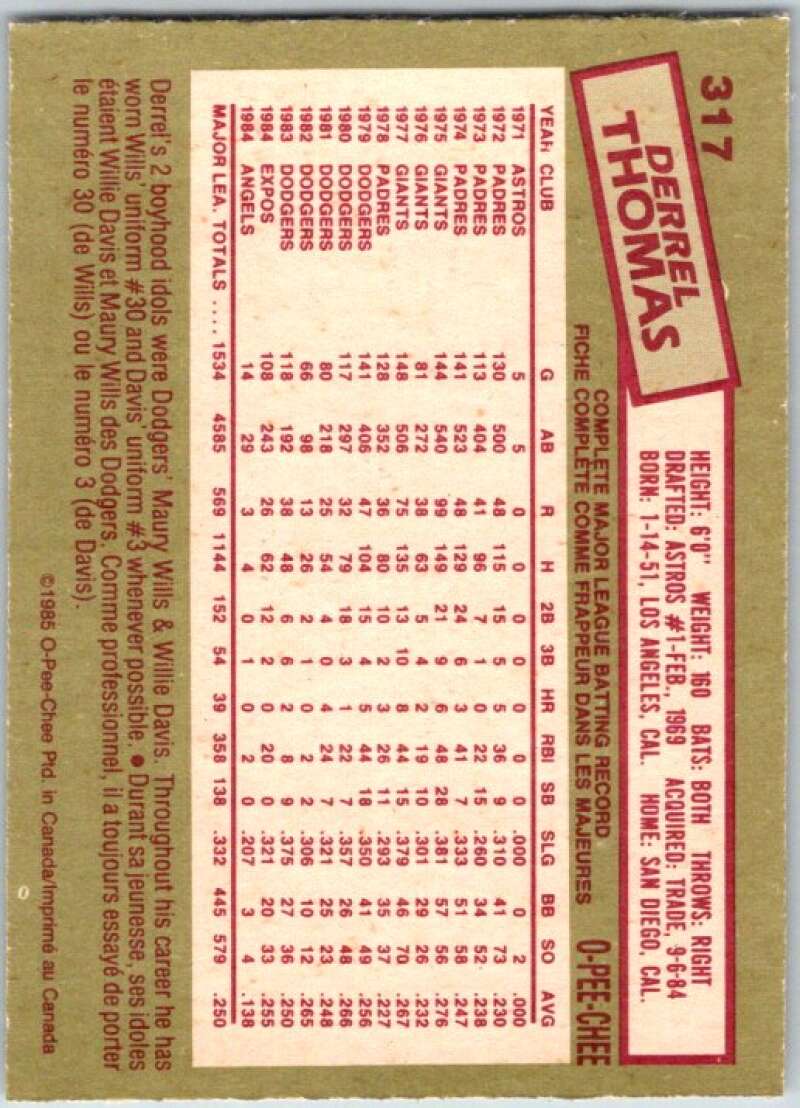 317
DERREL
THOMAS
HEIGHT: 6'0" WEIGHT: 160 BATS: BOTH THROWS: RIGHT
DRAFTED: ASTROS #1-FEB., 1969 ACQUIRED: TRADE, 9-6-84
BORN: 1-14-51, LOS ANGELES, CAL. HOME: SAN DIEGO, CAL.
COMPLETE MAJOR LEAGUE BATTING RECORD
FICHE COMPLÈTE COMME FRAPPEUR DANS LES MAJEURES
O-PEE-CHEE
YEAR CLUB G AB R H 2B 3B HR RBI SB SLG BB SO AVG
1971 ASTROS 5 5 0 0 0 0 0 0 0 .000 0 2 .000
1972 PADRES 130 500 48 115 15 5 5 36 9 .310 41 73 .230
1973 PADRES 113 404 41 96 7 1 0 22 15 .260 34 52 .238
1974 PADRES 141 523 48 129 24 6 3 41 7 .333 51 58 .247
1975 GIANTS 144 540 99 149 21 9 6 48 28 .381 57 56 .276
1976 GIANTS 81 272 38 63 5 4 2 19 10 .301 29 26 .232
1977 GIANTS 148 506 75 135 13 10 8 44 15 .379 46 70 .267
1978 PADRES 128 352 36 80 10 2 3 26 11 .293 35 37 .227
1979 DODGERS 141 406 47 104 15 4 5 44 18 .350 41 49 .256
1980 DODGERS 117 297 32 79 18 3 1 22 7 .357 26 48 .266
1981 DODGERS 80 218 25 54 4 0 4 24 7 .321 25 23 .248
1982 DODGERS 66 98 13 26 2 1 0 2 2 .306 10 12 .265
1983 DODGERS 118 192 38 48 6 6 2 8 9 .375 27 36 .250
1984 EXPOS 108 243 26 62 12 2 0 20 0 .321 20 33 .255
1984 ANGELS 14 29 3 4 0 1 0 2 0 .207 3 4 .138
MAJOR LEA. TOTALS .... 1534 4585 569 1144 152 54 39 358 138 .332 445 579 .250
Derrel's 2 boyhood idols were Dodgers' Maury Wills & Willie Davis. Throughout his career he has
worn Wills' uniform #30 and Davis' uniform #3 whenever possible. ● Durant sa jeunesse, ses idoles
étaient Willie Davis et Maury Wills des Dodgers. Comme professionnel, il a toujours essayé de porter
le numéro 30 (de Wills) ou le numéro 3 (de Davis).
©1985 O-Pee-Chee Ptd. in Canada/Imprimé au Canada